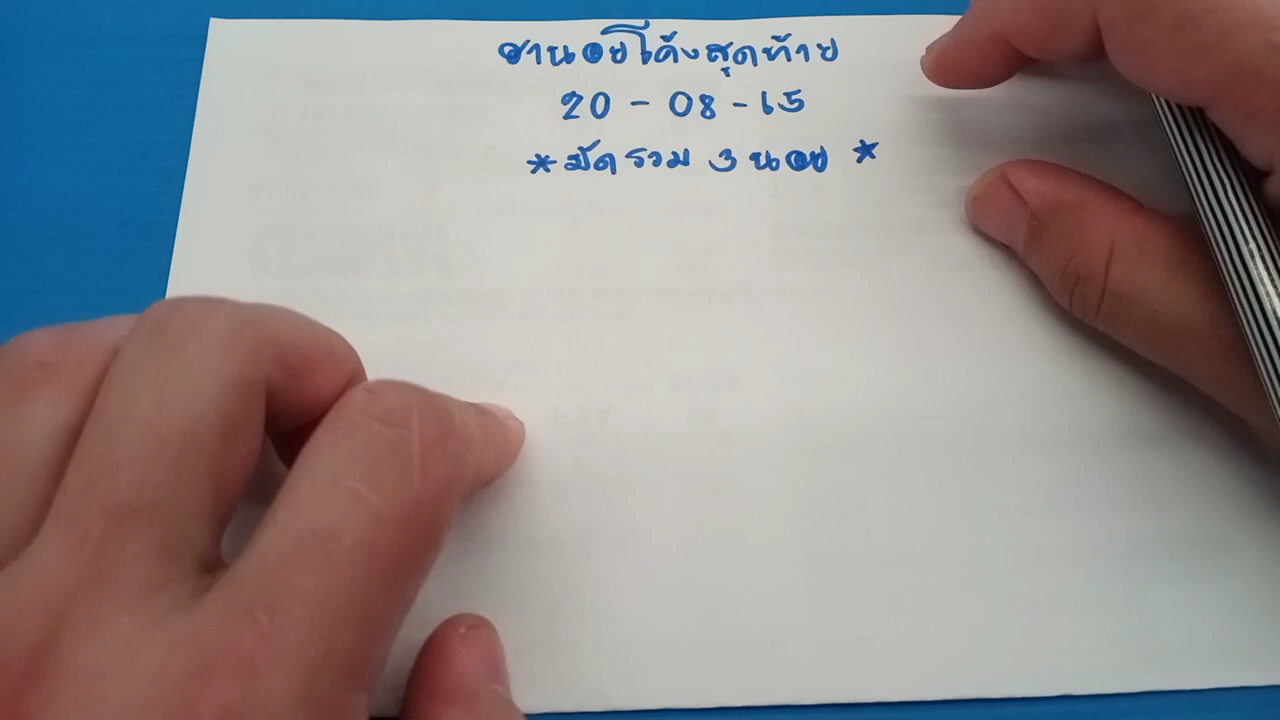 ฮานอยโค้งสุดท้าย
20 - 08 - 65
*มัดรวม 3 นอย *